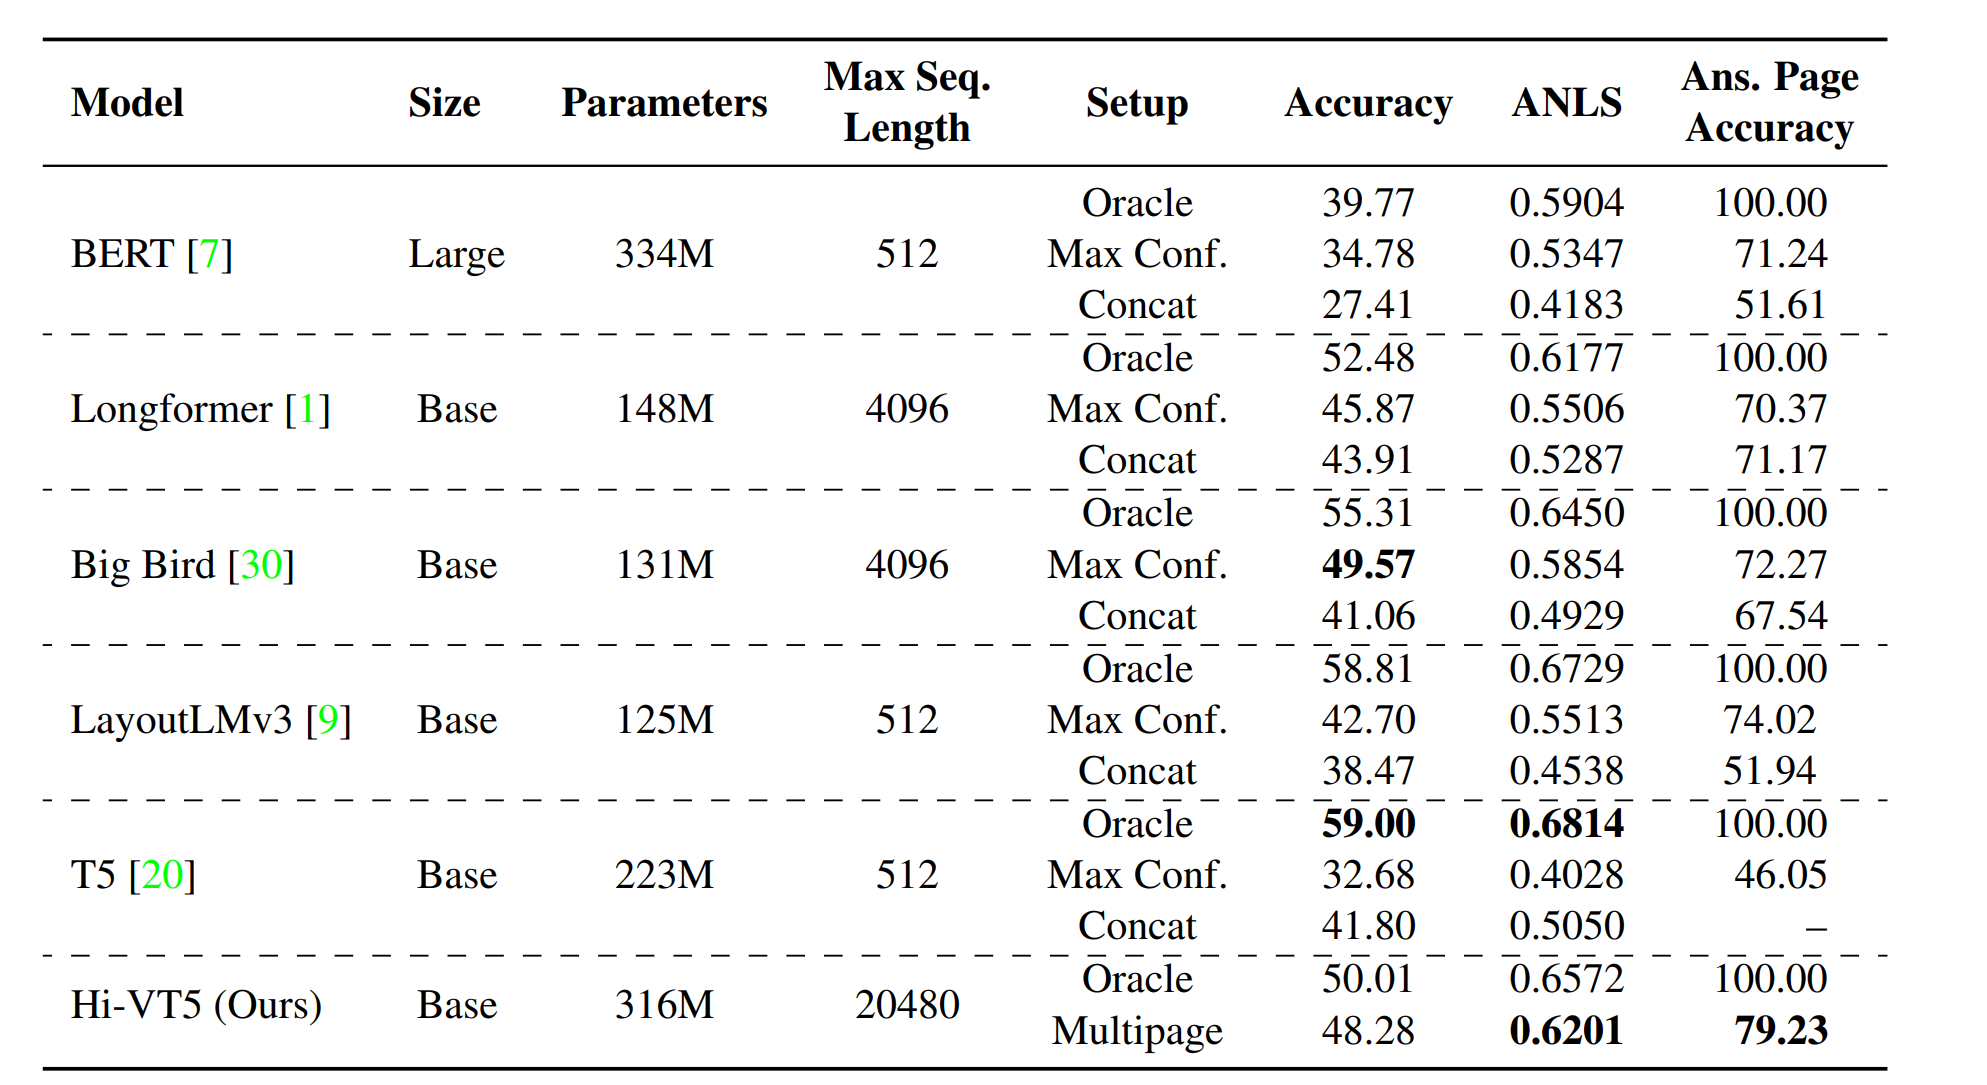 Model Size Parameters Max Seq. Length Setup Accuracy ANLS Ans. Page Accuracy
Oracle 39.77 0.5904 100.00
BERT [7] Large 334M 512 Max Conf. 34.78 0.5347 71.24
Concat 27.41 0.4183 51.61
Oracle 52.48 0.6177 100.00
Longformer [1] Base 148M 4096 Max Conf. 45.87 0.5506 70.37
Concat 43.91 0.5287 71.17
Oracle 55.31 0.6450 100.00
Big Bird [30] Base 131M 4096 Max Conf. 49.57 0.5854 72.27
Concat 41.06 0.4929 67.54
Oracle 58.81 0.6729 100.00
LayoutLMv3 [9] Base 125M 512 Max Conf. 42.70 0.5513 74.02
Concat 38.47 0.4538 51.94
Oracle 59.00 0.6814 100.00
T5 [20] Base 223M 512 Max Conf. 32.68 0.4028 46.05
Concat 41.80 0.5050 –
Oracle 50.01 0.6572 100.00
Hi-VT5 (Ours) Base 316M 20480
Multipage 48.28 0.6201 79.23